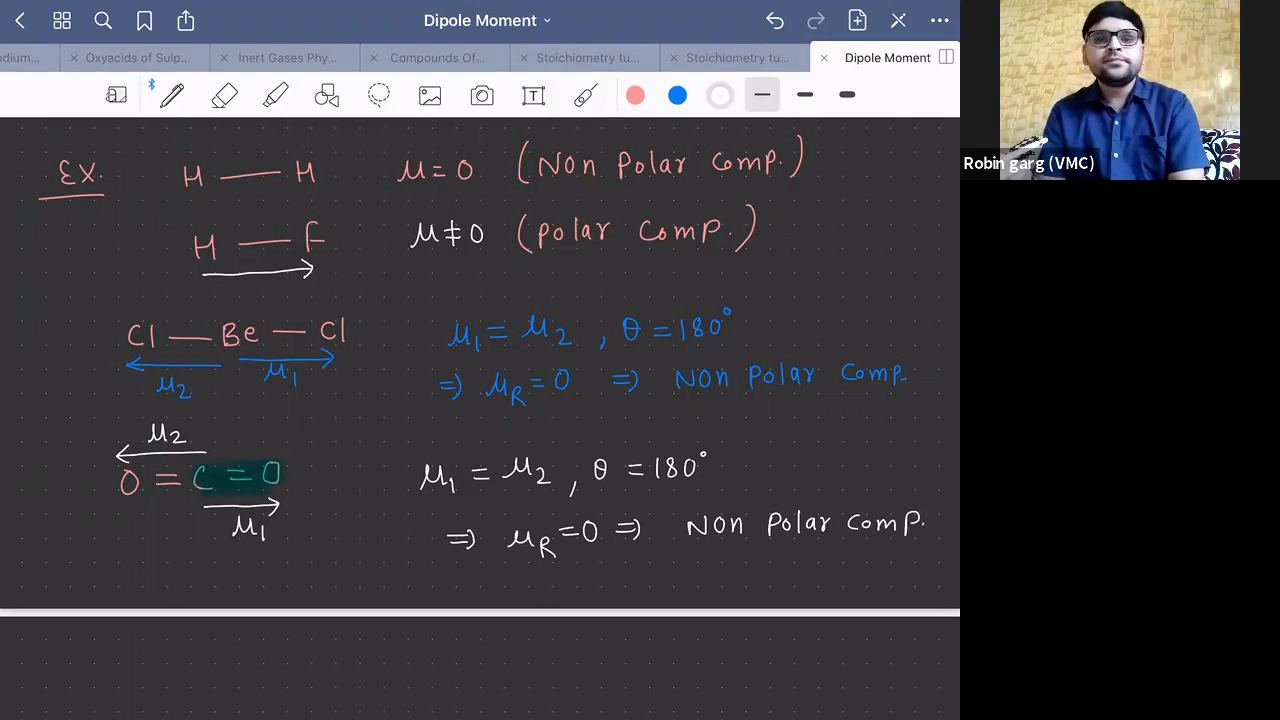 Dipole Moment
odium...
Oxyacids of Sulp...
Inert Gases Phy...
Compounds Of...
Stoichiometry tu...
Stoichiometry tu...
Dipole Moment
T
Robin garg (VMC)
EX.
H — H μ = 0 (Non Polar Comp.)
H — F μ ≠ 0 (Polar Comp.)
Cl — Be — Cl μ1 = μ2 , θ = 180°
μ2 μ1 ⇒ μR = 0 ⇒ Non Polar Comp.
μ2
O = C = O μ1 = μ2 , θ = 180°
μ1 ⇒ μR = 0 ⇒ Non Polar Comp.